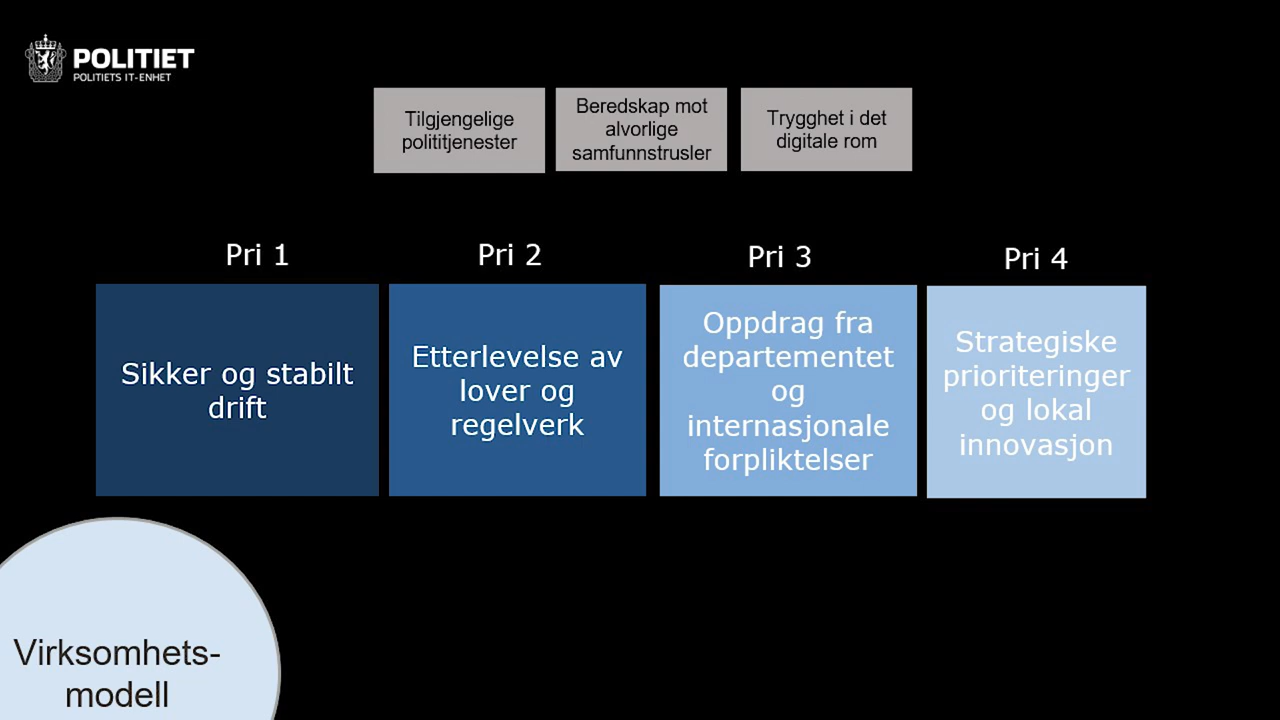 POLITIET
POLITIETS IT-ENHET
Tilgjengelige
polititjenester
Beredskap mot
alvorlige
samfunnstrusler
Trygghet i det
digitale rom
Pri 1
Pri 2
Pri 3
Pri 4
Sikker og stabilt
drift
Etterlevelse av
lover og
regelverk
Oppdrag fra
departementet
og
internasjonale
forpliktelser
Strategiske
prioriteringer
og lokal
innovasjon
Virksomhets-
modell